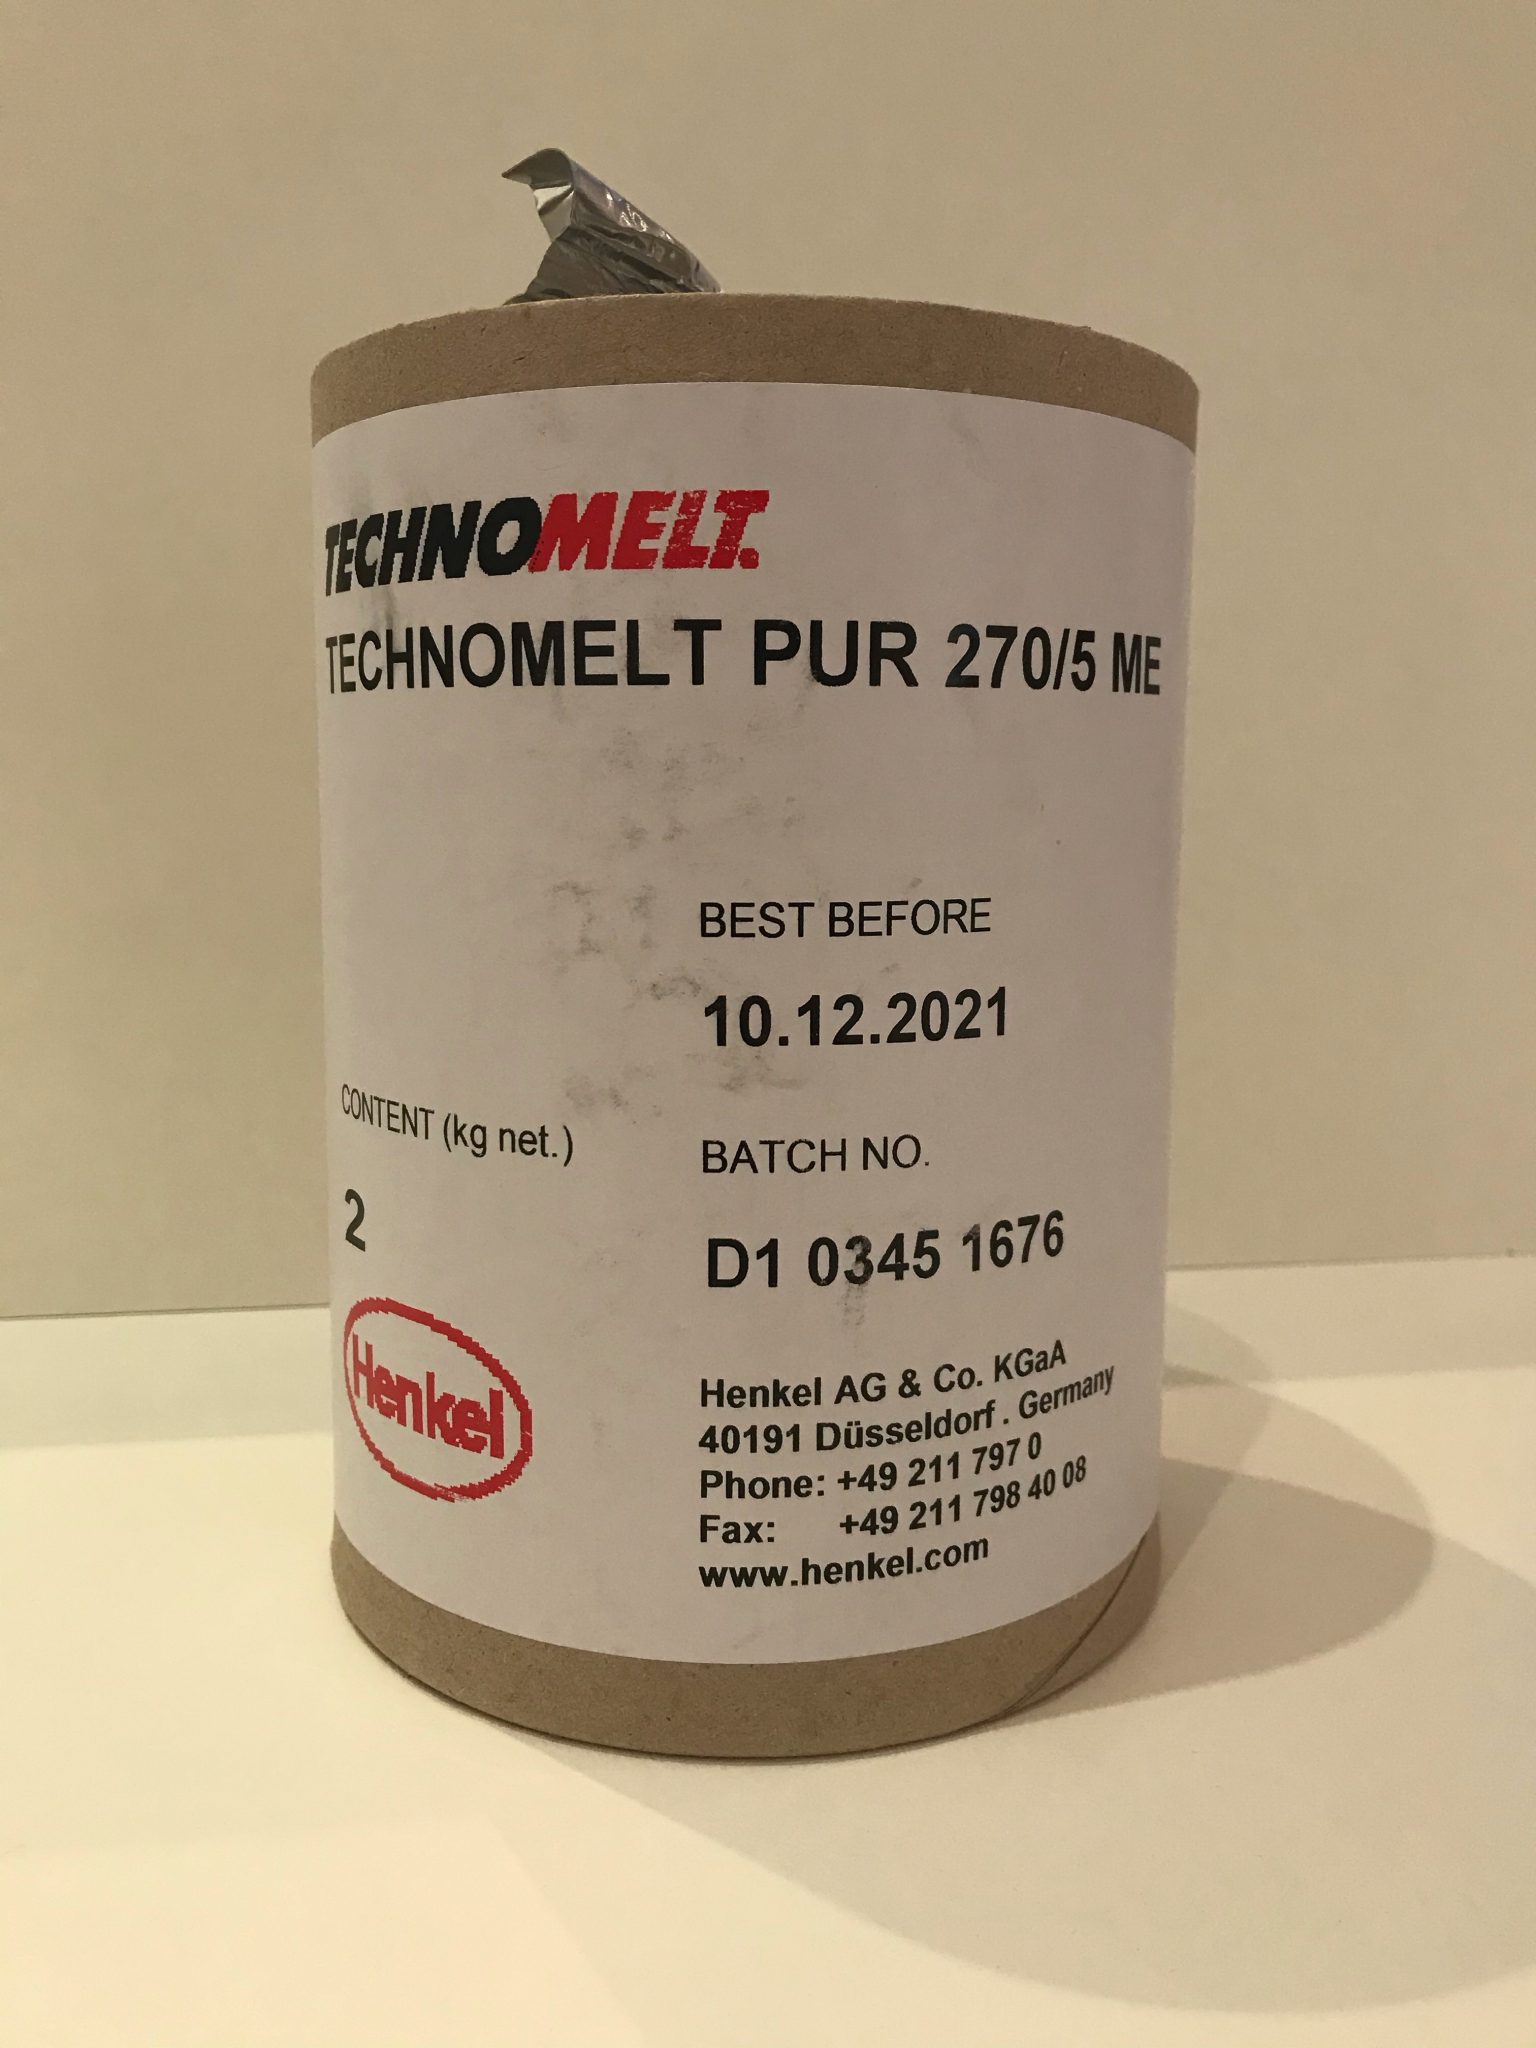 TECHNOMELT.
TECHNOMELT PUR 270/5 ME
BEST BEFORE
10.12.2021
CONTENT (kg net.)
2
BATCH NO.
D1 0345 1676
Henkel
Henkel AG & Co. KGaA
40191 Düsseldorf . Germany
Phone: +49 211 797 0
Fax: +49 211 798 40 08
www.henkel.com